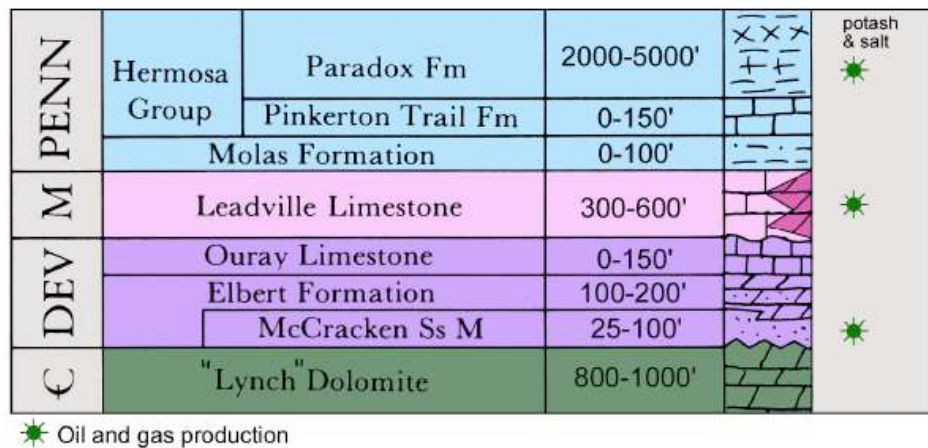 PENN
Hermosa
Group
Paradox Fm
2000-5000'
potash
& salt
Pinkerton Trail Fm
0-150'
Molas Formation
0-100'
M
Leadville Limestone
300-600'
DEV
Ouray Limestone
0-150'
Elbert Formation
100-200'
McCracken Ss M
25-100'
Є
"Lynch" Dolomite
800-1000'
Oil and gas production